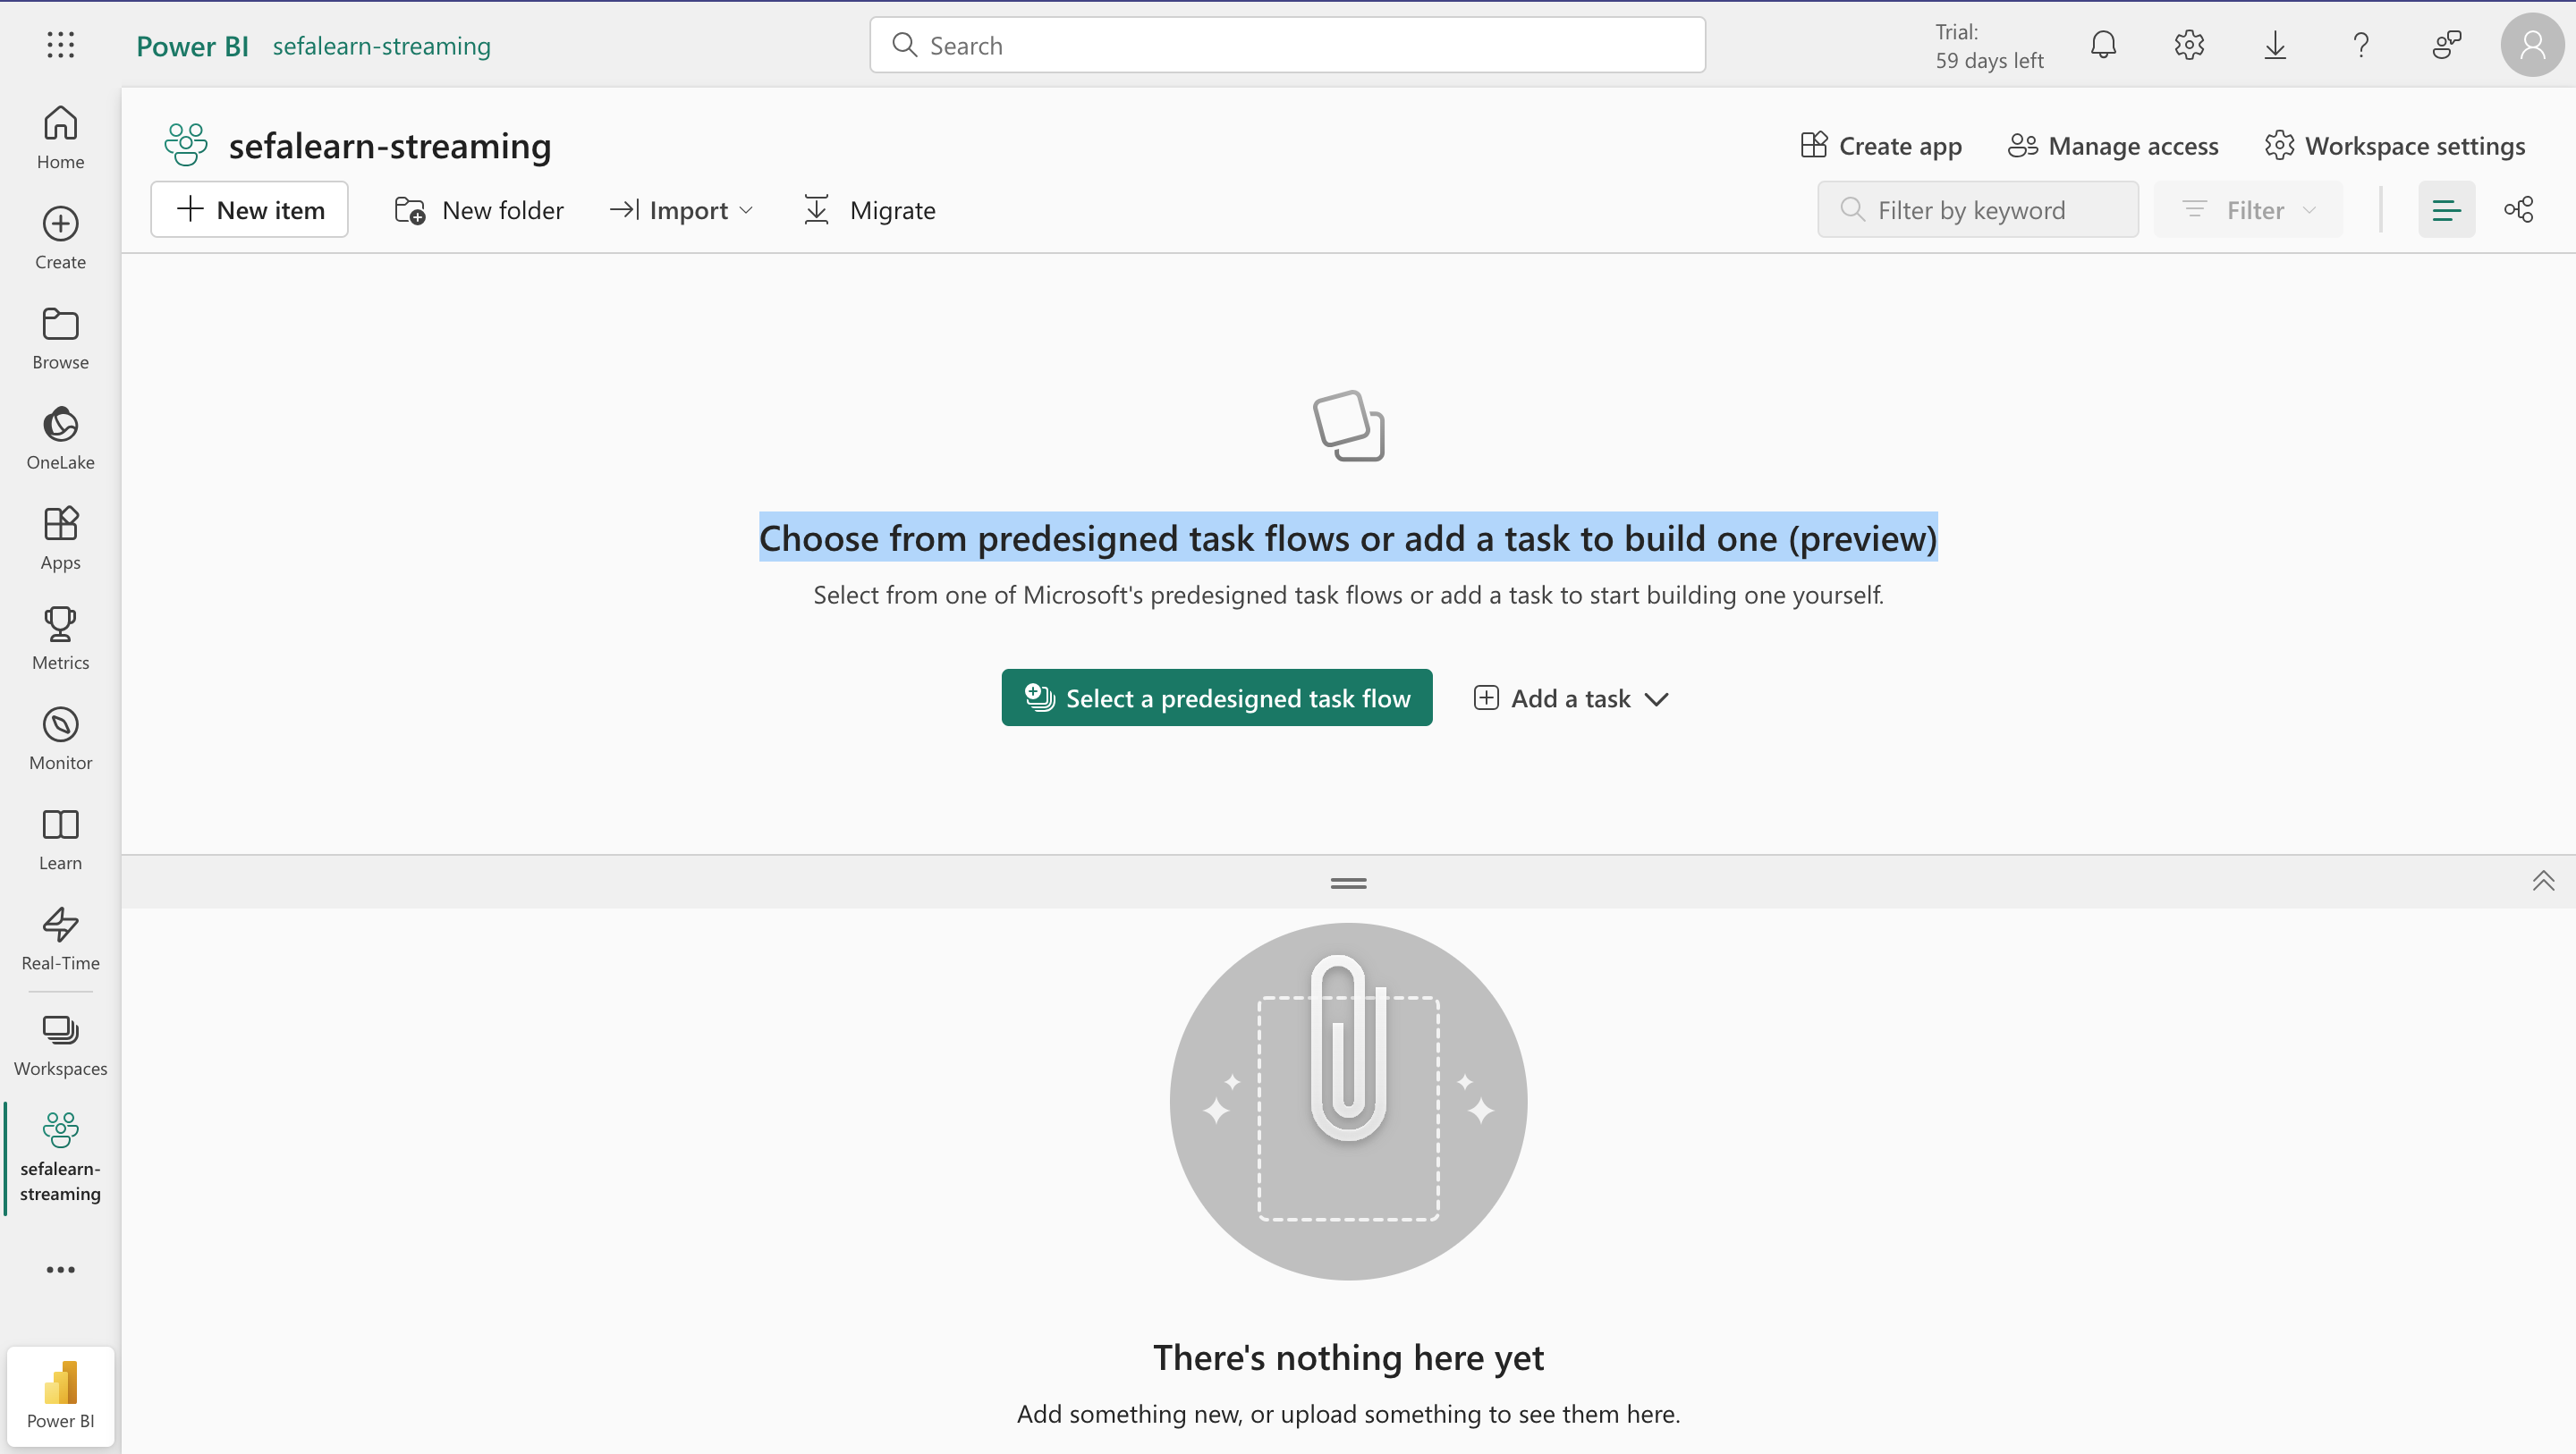 Power BI sefalearn-streaming
Search
Trial:
59 days left
Home
Create
Browse
OneLake
Apps
Metrics
Monitor
Learn
Real-Time
Workspaces
sefalearn-
streaming
Power BI
sefalearn-streaming
Create app
Manage access
Workspace settings
New item
New folder
Import
Migrate
Filter by keyword
Filter
Choose from predesigned task flows or add a task to build one (preview)
Select from one of Microsoft's predesigned task flows or add a task to start building one yourself.
Select a predesigned task flow
Add a task
There's nothing here yet
Add something new, or upload something to see them here.